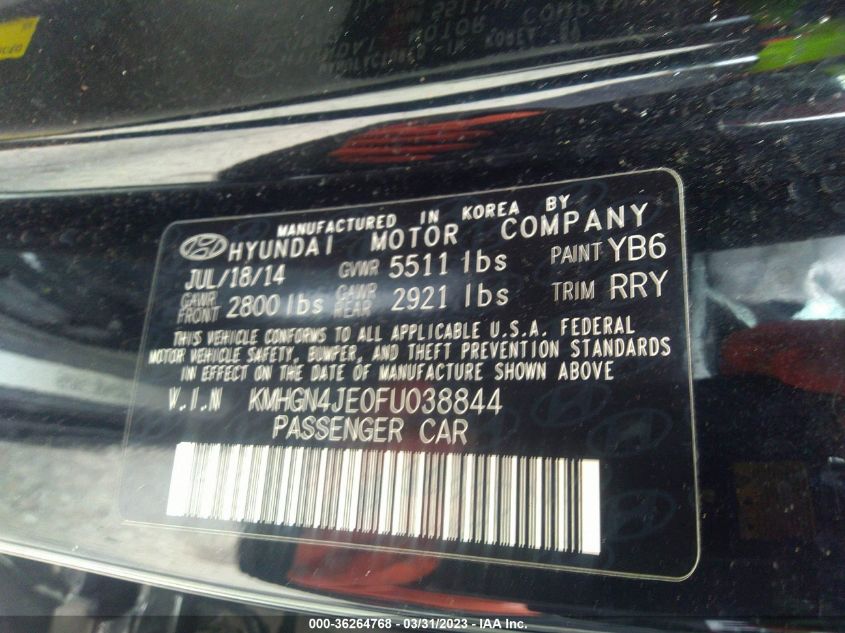 MANUFACTURED IN KOREA BY
HYUNDAI MOTOR COMPANY
JUL/18/14 GVWR 5511 lbs PAINT YB6
GAWR FRONT 2800 lbs GAWR REAR 2921 lbs TRIM RRY
THIS VEHICLE CONFORMS TO ALL APPLICABLE U.S.A. FEDERAL
MOTOR VEHICLE SAFETY, BUMPER, AND THEFT PREVENTION STANDARDS
IN EFFECT ON THE DATE OF MANUFACTURE SHOWN ABOVE
V.I.N KMHGN4JE0FU038844
PASSENGER CAR
000-36264768 - 03/31/2023 - IAA Inc.